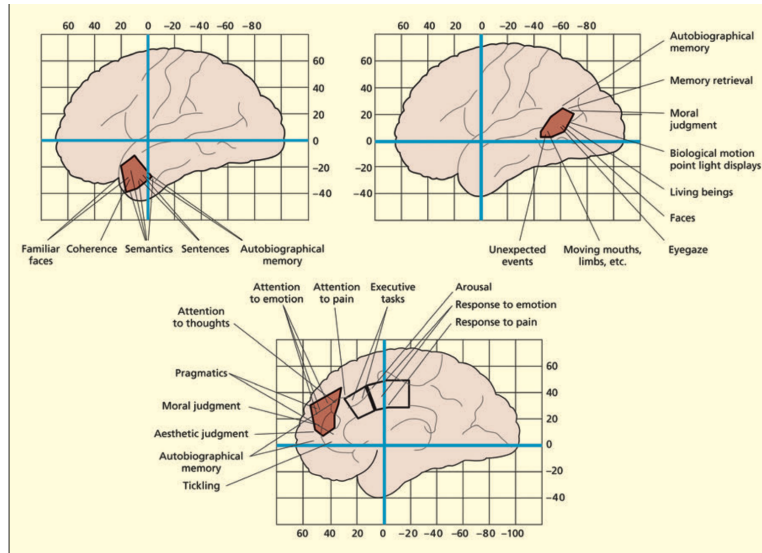 60 40 20 0 -20 -40 -60 -80
60
40
20
0
-20
-40
Familiar
faces
Coherence
Semantics
Sentences
Autobiographical
memory
60 40 20 0 -20 -40 -60 -80
60
40
20
0
-20
-40
Autobiographical
memory
Memory retrieval
Moral
judgment
Biological motion
point light displays
Living beings
Faces
Eyegaze
Unexpected
events
Moving mouths,
limbs, etc.
Attention
to emotion
Attention
to pain
Executive
tasks
Arousal
Response to emotion
Response to pain
Attention
to thoughts
Pragmatics
Moral judgment
Aesthetic judgment
Autobiographical
memory
Tickling
60
40
20
0
-20
-40
60 40 20 0 -20 -40 -60 -80 -100